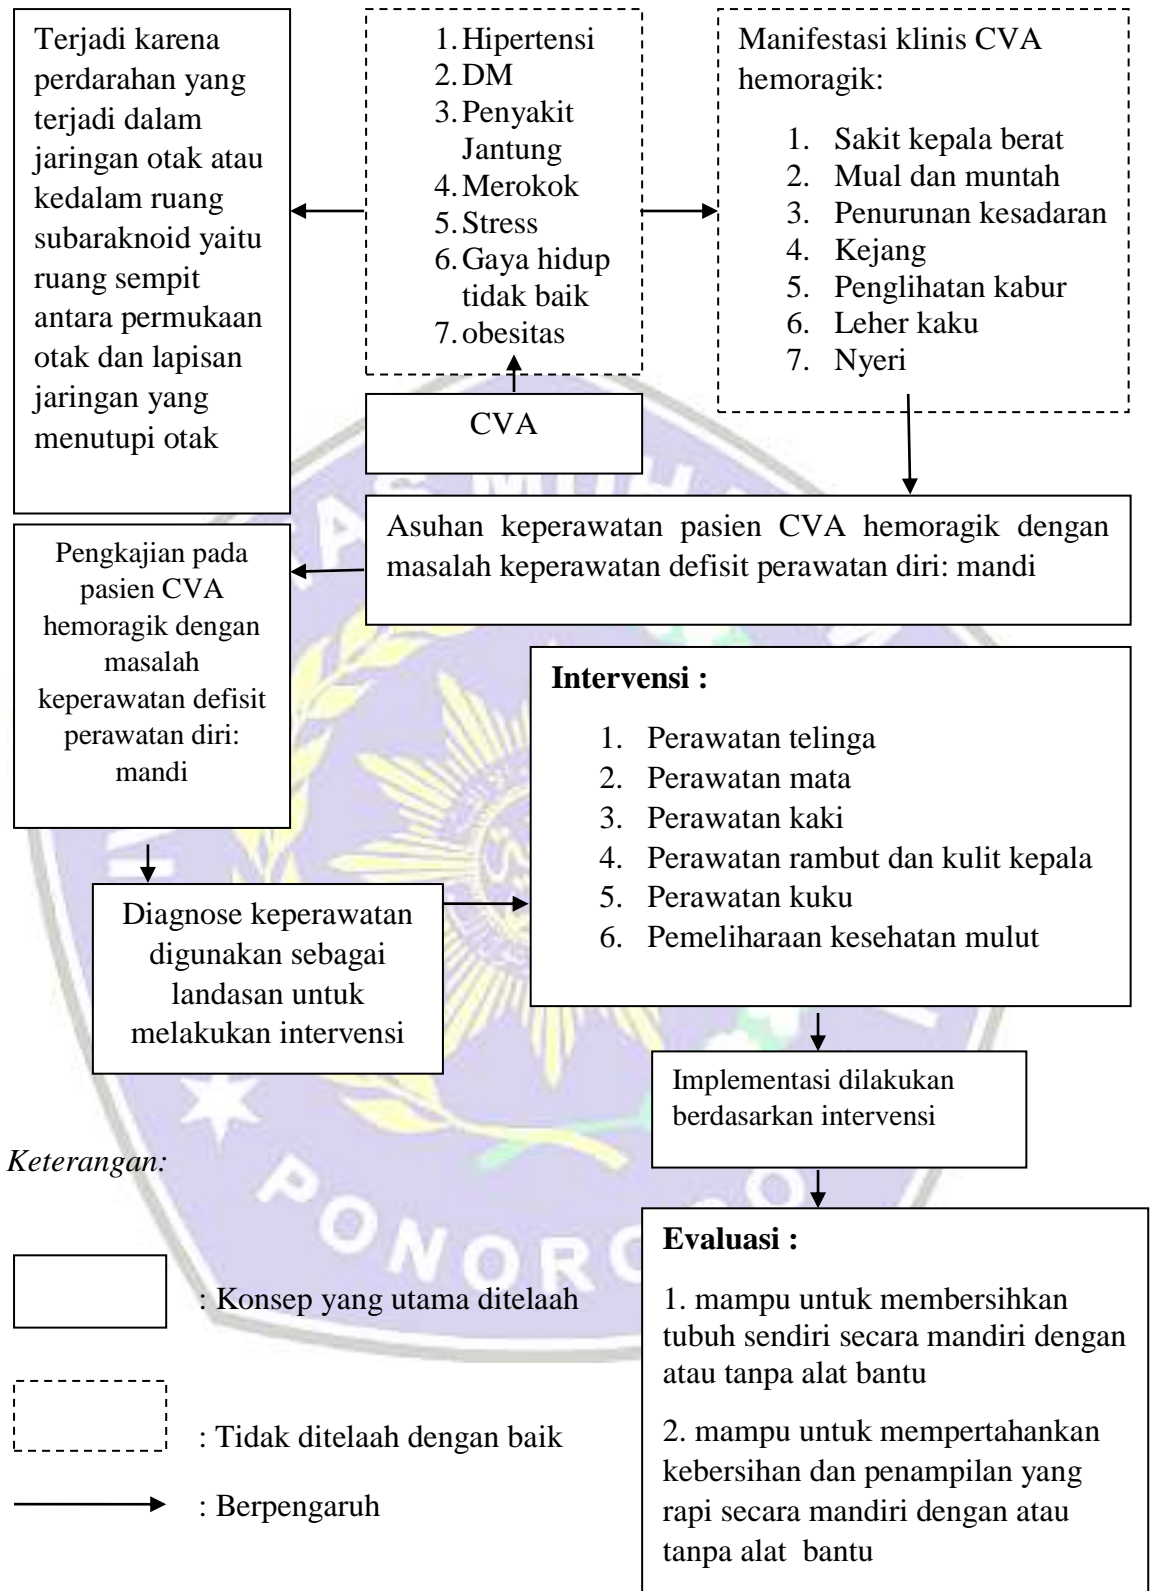 Terjadi karena
perdarahan yang
terjadi dalam
jaringan otak atau
kedalam ruang
subaraknoid yaitu
ruang sempit
antara permukaan
otak dan lapisan
jaringan yang
menutupi otak
1. Hipertensi
2. DM
3. Penyakit
Jantung
4. Merokok
5. Stress
6. Gaya hidup
tidak baik
7. obesitas
Manifestasi klinis CVA
hemoragik:
1. Sakit kepala berat
2. Mual dan muntah
3. Penurunan kesadaran
4. Kejang
5. Penglihatan kabur
6. Leher kaku
7. Nyeri
CVA
Asuhan keperawatan pasien CVA hemoragik dengan
masalah keperawatan defisit perawatan diri: mandi
Pengkajian pada
pasien CVA
hemoragik dengan
masalah
keperawatan defisit
perawatan diri:
mandi
Intervensi :
1. Perawatan telinga
2. Perawatan mata
3. Perawatan kaki
4. Perawatan rambut dan kulit kepala
5. Perawatan kuku
6. Pemeliharaan kesehatan mulut
Diagnose keperawatan
digunakan sebagai
landasan untuk
melakukan intervensi
Implementasi dilakukan
berdasarkan intervensi
Keterangan:
: Konsep yang utama ditelaah
: Tidak ditelaah dengan baik
: Berpengaruh
Evaluasi :
1. mampu untuk membersihkan
tubuh sendiri secara mandiri dengan
atau tanpa alat bantu
2. mampu untuk mempertahankan
kebersihan dan penampilan yang
rapi secara mandiri dengan atau
tanpa alat bantu